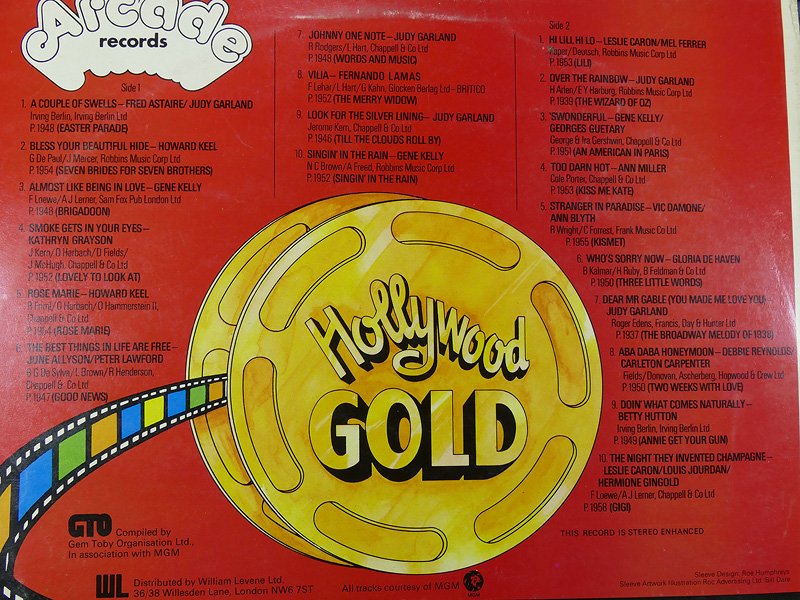 Arcade
records
Side 1
1. A COUPLE OF SWELLS – FRED ASTAIRE/ JUDY GARLAND
Irving Berlin, Irving Berlin Ltd
P.1948 (EASTER PARADE)
2. BLESS YOUR BEAUTIFUL HIDE – HOWARD KEEL
G De Paul/J Mercer, Robbins Music Corp Ltd
P.1954 (SEVEN BRIDES FOR SEVEN BROTHERS)
3. ALMOST LIKE BEING IN LOVE – GENE KELLY
F Loewe/A J Lerner, Sam Fox Pub London Ltd
P.1948 (BRIGADOON)
4. SMOKE GETS IN YOUR EYES –
KATHRYN GRAYSON
J Kern/O Harbach/D Fields/
J McHugh, Chappell & Co Ltd
P.1952 (LOVELY TO LOOK AT)
5. ROSE MARIE – HOWARD KEEL
R Friml/O Harbach/O Hammerstein II,
Chappell & Co Ltd
P.1954 (ROSE MARIE)
6. THE BEST THINGS IN LIFE ARE FREE –
JUNE ALLYSON/PETER LAWFORD
B G De Sylva/L Brown/R Henderson,
Chappell & Co Ltd
P.1947 (GOOD NEWS)
7. JOHNNY ONE NOTE – JUDY GARLAND
R Rodgers/L Hart, Chappell & Co Ltd
P.1948 (WORDS AND MUSIC)
8. VILIA – FERNANDO LAMAS
F Lehar/L Hart/G Kahn, Glocken Berlag Ltd – BRITICO
P.1952 (THE MERRY WIDOW)
9. LOOK FOR THE SILVER LINING – JUDY GARLAND
Jerome Kern, Chappell & Co Ltd
P.1946 (TILL THE CLOUDS ROLL BY)
10. SINGIN' IN THE RAIN – GENE KELLY
N C Brown/A Freed, Robbins Music Corp Ltd
P.1952 (SINGIN' IN THE RAIN)
Side 2
1. HI LILI, HI LO – LESLIE CARON/MEL FERRER
Kaper/Deutsch, Robbins Music Corp Ltd
P.1953 (LILI)
2. OVER THE RAINBOW – JUDY GARLAND
H Arlen/E Y Harburg, Robbins Music Corp Ltd
P.1939 (THE WIZARD OF OZ)
3. 'SWONDERFUL – GENE KELLY/
GEORGES GUETARY
George & Ira Gershwin, Chappell & Co Ltd
P.1951 (AN AMERICAN IN PARIS)
4. TOO DARN HOT – ANN MILLER
Cole Porter, Chappell & Co Ltd
P.1953 (KISS ME KATE)
5. STRANGER IN PARADISE – VIC DAMONE/
ANN BLYTH
R Wright/C Forrest, Frank Music Co Ltd
P.1955 (KISMET)
6. WHO'S SORRY NOW – GLORIA DE HAVEN
B Kalmar/H Ruby, B Feldman & Co Ltd
P.1950 (THREE LITTLE WORDS)
7. DEAR MR GABLE (YOU MADE ME LOVE YOU) –
JUDY GARLAND
Roger Edens, Francis, Day & Hunter Ltd
P.1937 (THE BROADWAY MELODY OF 1938)
8. ABA DABA HONEYMOON – DEBBIE REYNOLDS/
CARLETON CARPENTER
Fields/Donovan, Ascherberg, Hopwood & Crew Ltd
P.1950 (TWO WEEKS WITH LOVE)
9. DOIN' WHAT COMES NATURALLY –
BETTY HUTTON
Irving Berlin, Irving Berlin Ltd
P.1949 (ANNIE GET YOUR GUN)
10. THE NIGHT THEY INVENTED CHAMPAGNE –
LESLIE CARON/LOUIS JOURDAN/
HERMIONE GINGOLD
F Loewe/A J Lerner, Chappell & Co Ltd
P.1958 (GIGI)
Hollywood
GOLD
THIS RECORD IS STEREO ENHANCED
GTO Compiled by
Gem Toby Organisation Ltd.,
In association with MGM
WL Distributed by William Levene Ltd.
36/38 Willesden Lane, London NW6 7ST
All tracks courtesy of MGM
MGM
Sleeve Design: Roe Humphreys
Sleeve Artwork Illustration Roc Advertising Ltd. Gill Dare